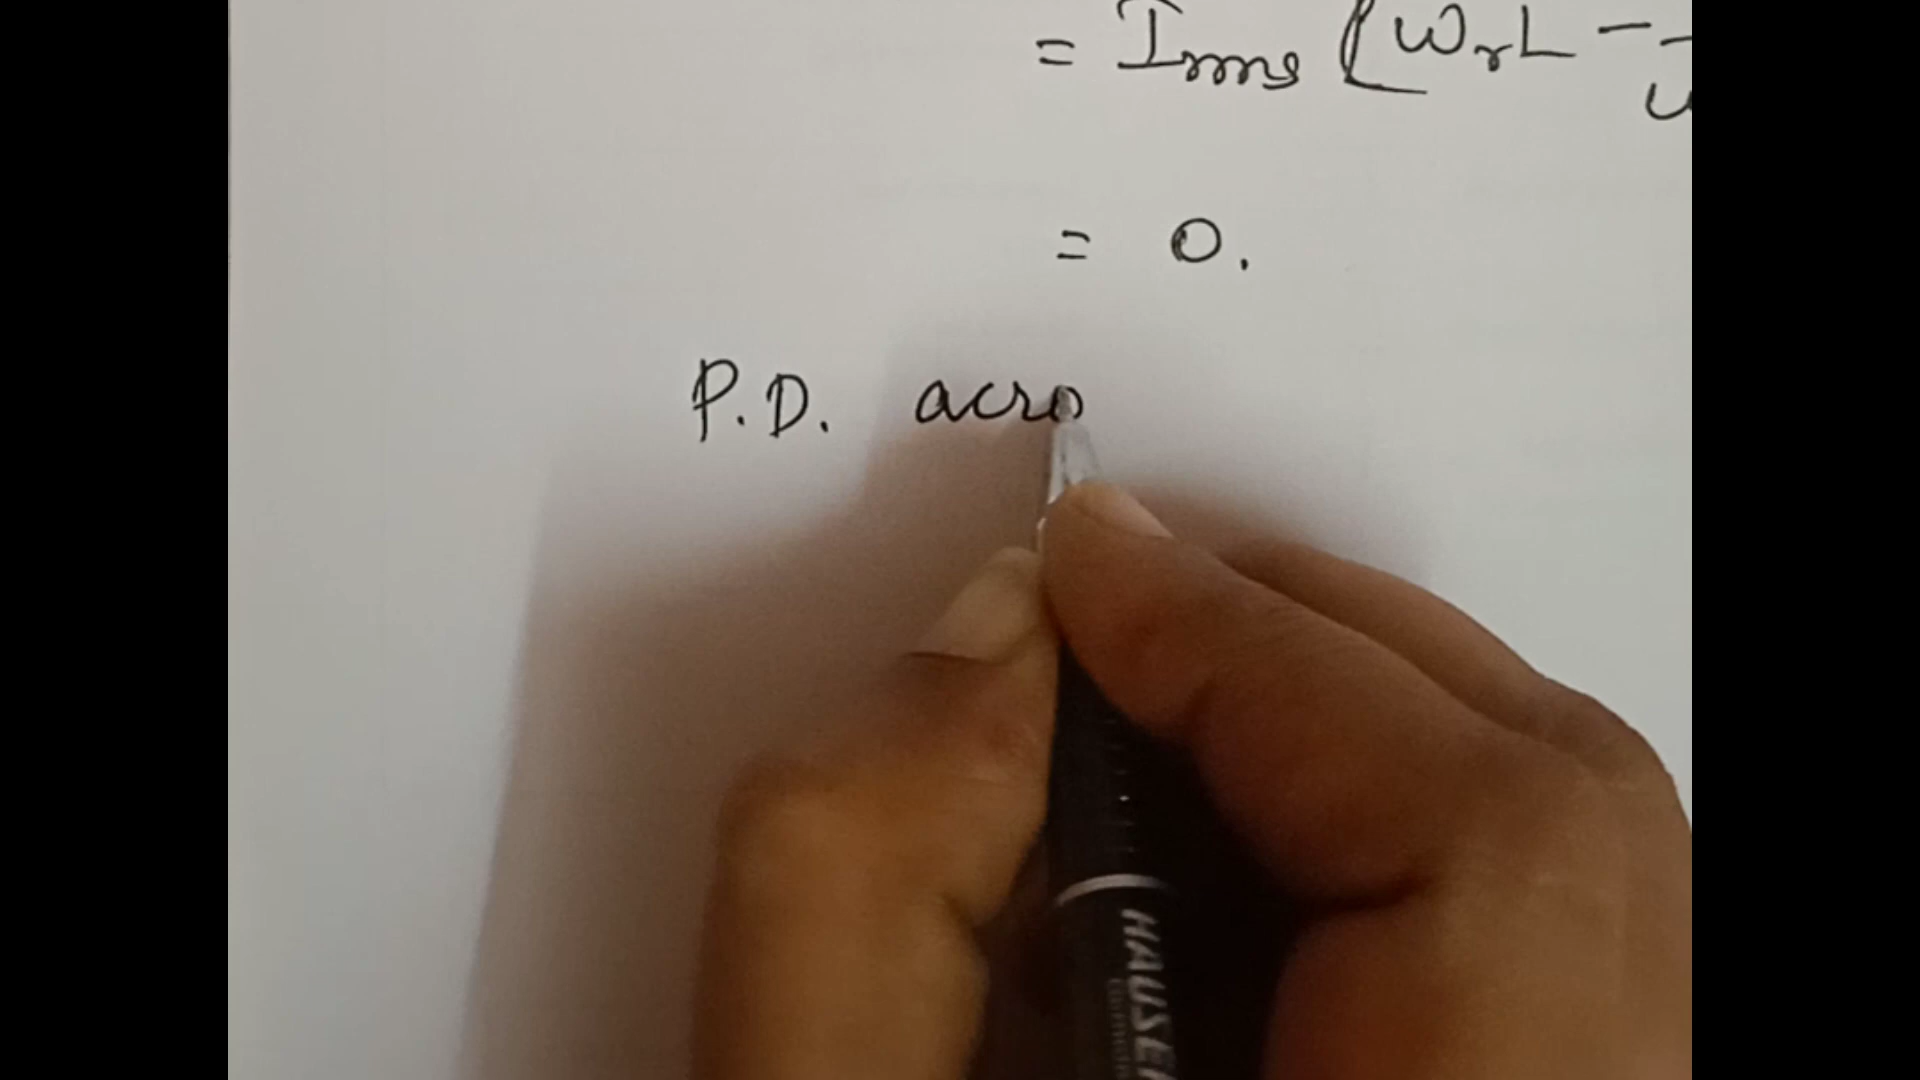 = Irms (ωrL -
= 0.
P.D. acro
HAUSER